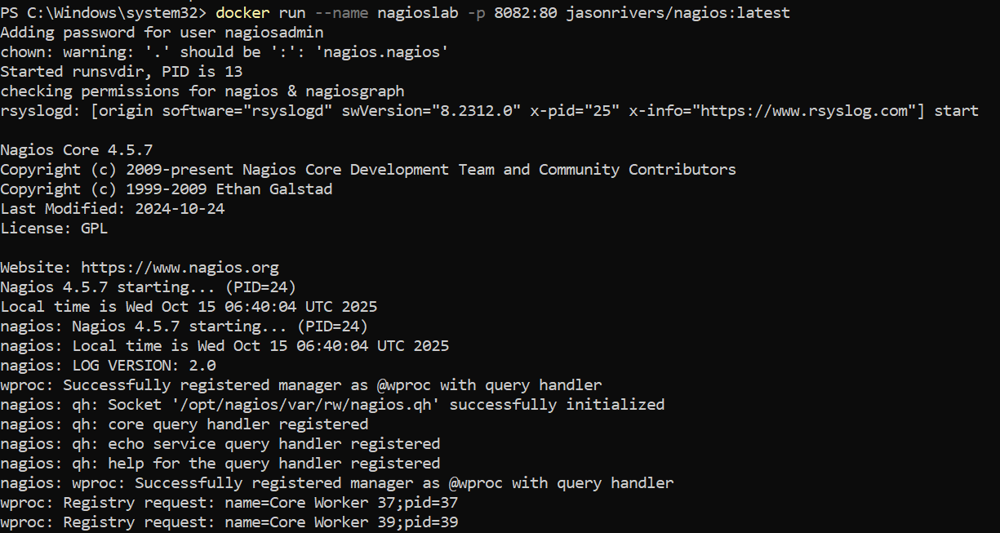 PS C:\Windows\system32> docker run --name nagioslab -p 8082:80 jasonrivers/nagios:latest
Adding password for user nagiosadmin
chown: warning: '.' should be ':': 'nagios.nagios'
Started runsvdir, PID is 13
checking permissions for nagios & nagiosgraph
rsyslogd: [origin software="rsyslogd" swVersion="8.2312.0" x-pid="25" x-info="https://www.rsyslog.com"] start
Nagios Core 4.5.7
Copyright (c) 2009-present Nagios Core Development Team and Community Contributors
Copyright (c) 1999-2009 Ethan Galstad
Last Modified: 2024-10-24
License: GPL
Website: https://www.nagios.org
Nagios 4.5.7 starting... (PID=24)
Local time is Wed Oct 15 06:40:04 UTC 2025
nagios: Nagios 4.5.7 starting... (PID=24)
nagios: Local time is Wed Oct 15 06:40:04 UTC 2025
nagios: LOG VERSION: 2.0
wproc: Successfully registered manager as @wproc with query handler
nagios: qh: Socket '/opt/nagios/var/rw/nagios.qh' successfully initialized
nagios: qh: core query handler registered
nagios: qh: echo service query handler registered
nagios: qh: help for the query handler registered
nagios: wproc: Successfully registered manager as @wproc with query handler
wproc: Registry request: name=Core Worker 37;pid=37
wproc: Registry request: name=Core Worker 39;pid=39